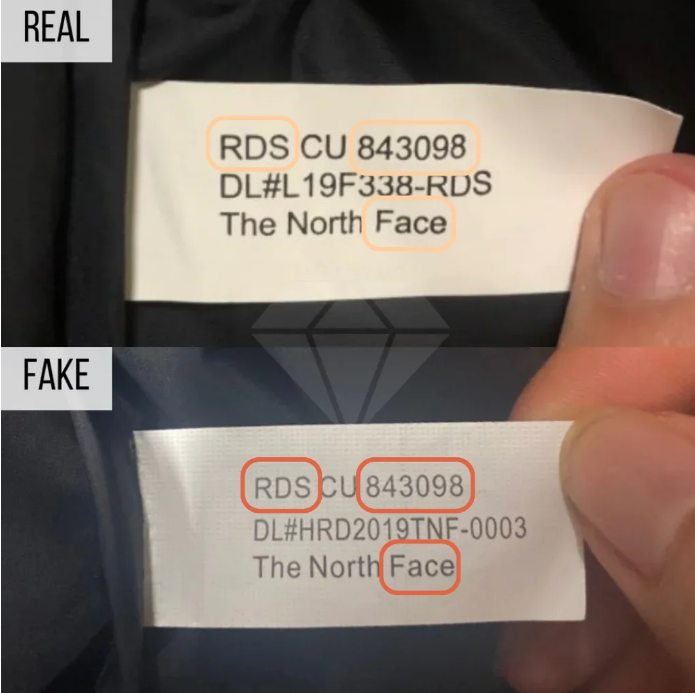 REAL
RDS CU 843098
DL#L19F338-RDS
The North Face
FAKE
RDS CU 843098
DL#HRD2019TNF-0003
The North Face